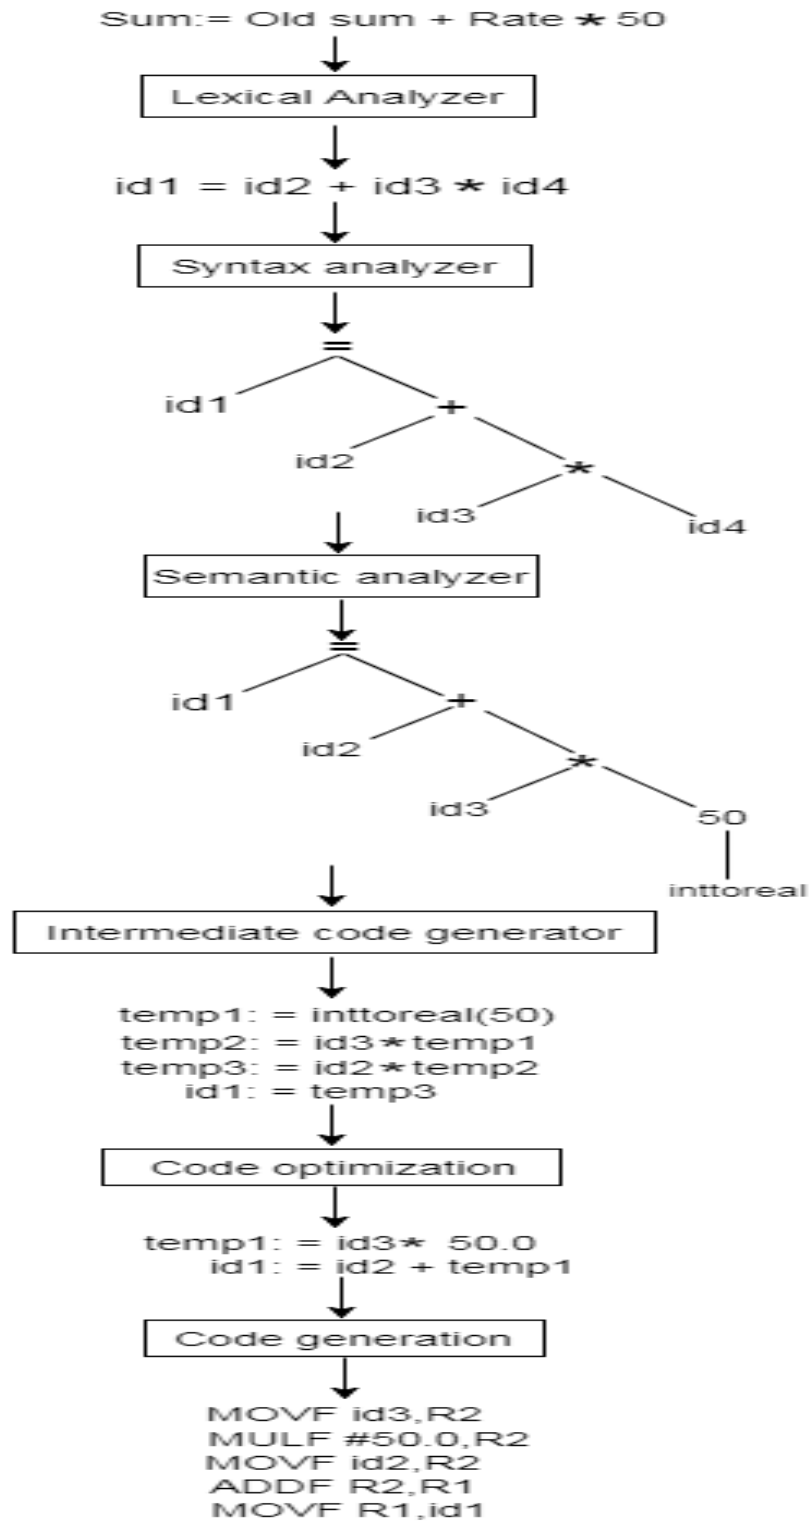 Sum:= Old sum + Rate * 50
Lexical Analyzer
id1 = id2 + id3 * id4
Syntax analyzer
=
id1
+
id2
*
id3
id4
Semantic analyzer
=
id1
+
id2
*
id3
50
inttoreal
Intermediate code generator
temp1: = inttoreal(50)
temp2: = id3*temp1
temp3: = id2*temp2
id1: = temp3
Code optimization
temp1: = id3* 50.0
id1: = id2 + temp1
Code generation
MOVF id3,R2
MULF #50.0,R2
MOVF id2,R2
ADDF R2,R1
MOVF R1,id1